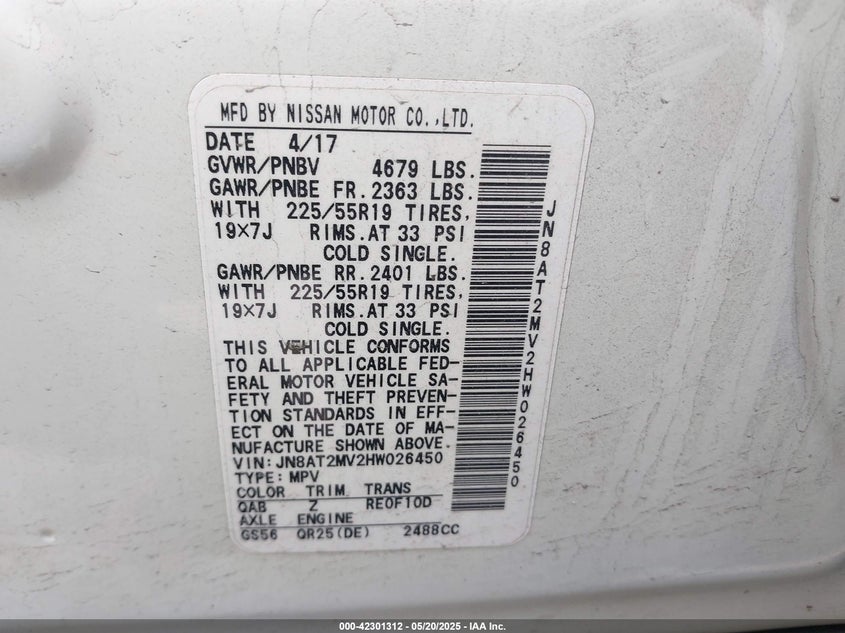 MFD BY NISSAN MOTOR CO.,LTD.
DATE 4/17
GVWR/PNBV 4679 LBS.
GAWR/PNBE FR.2363 LBS.
WITH 225/55R19 TIRES,
19×7J RIMS.AT 33 PSI
COLD SINGLE.
GAWR/PNBE RR.2401 LBS.
WITH 225/55R19 TIRES,
19×7J RIMS.AT 33 PSI
COLD SINGLE.
THIS VEHICLE CONFORMS
TO ALL APPLICABLE FED-
ERAL MOTOR VEHICLE SA-
FETY AND THEFT PREVEN-
TION STANDARDS IN EFF-
ECT ON THE DATE OF MA-
NUFACTURE SHOWN ABOVE.
VIN: JN8AT2MV2HW026450
TYPE: MPV
COLOR TRIM TRANS
QAB Z RE0F10D
AXLE ENGINE
GS56 QR25(DE) 2488CC
JN8AT2MV2HW026450
000-42301312 — 05/20/2025 — IAA Inc.